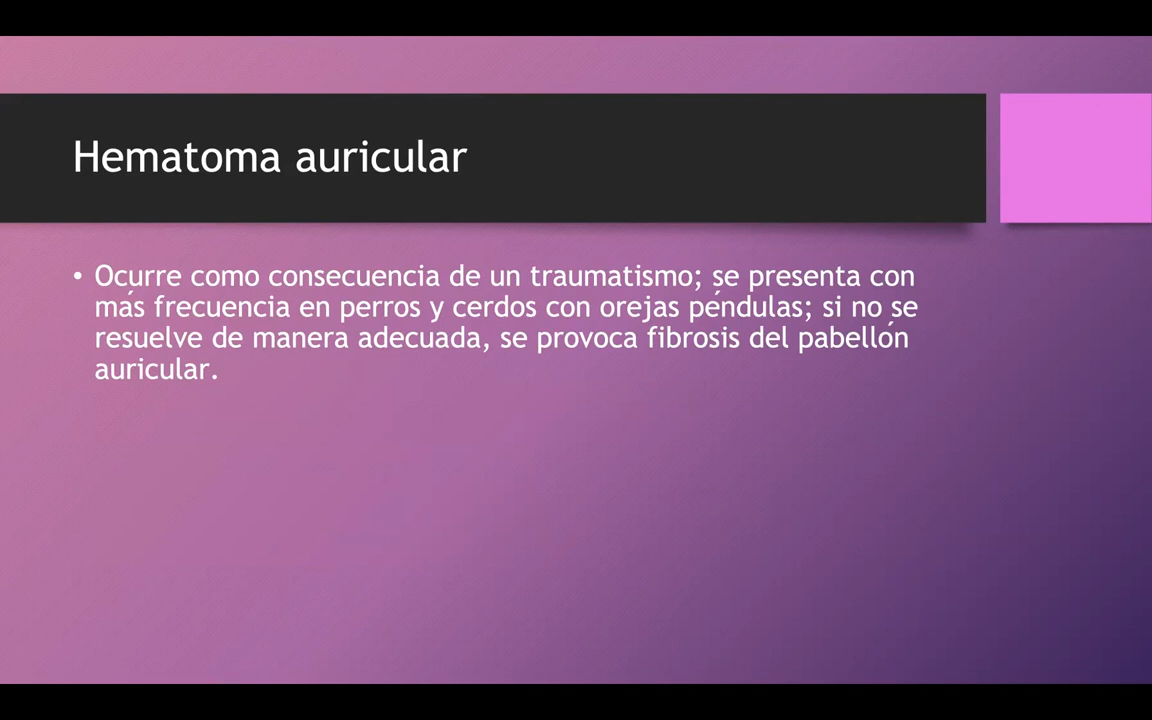 Hematoma auricular
• Ocurre como consecuencia de un traumatismo; se presenta con
más frecuencia en perros y cerdos con orejas péndulas; si no se
resuelve de manera adecuada, se provoca fibrosis del pabellón
auricular.